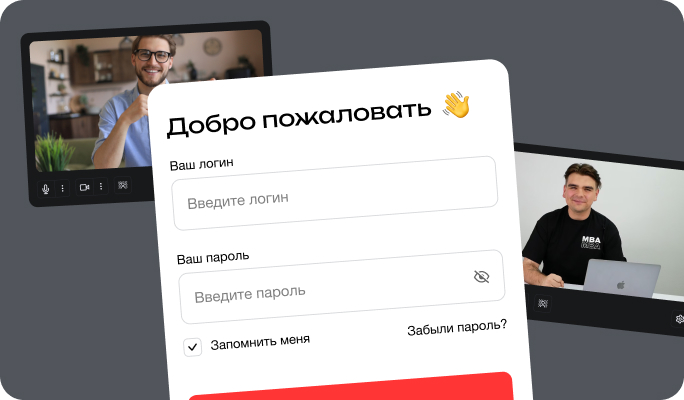 Добро пожаловать 👋
Ваш логин
Введите логин
Ваш пароль
Введите пароль
Запомнить меня
Забыли пароль?
MBA